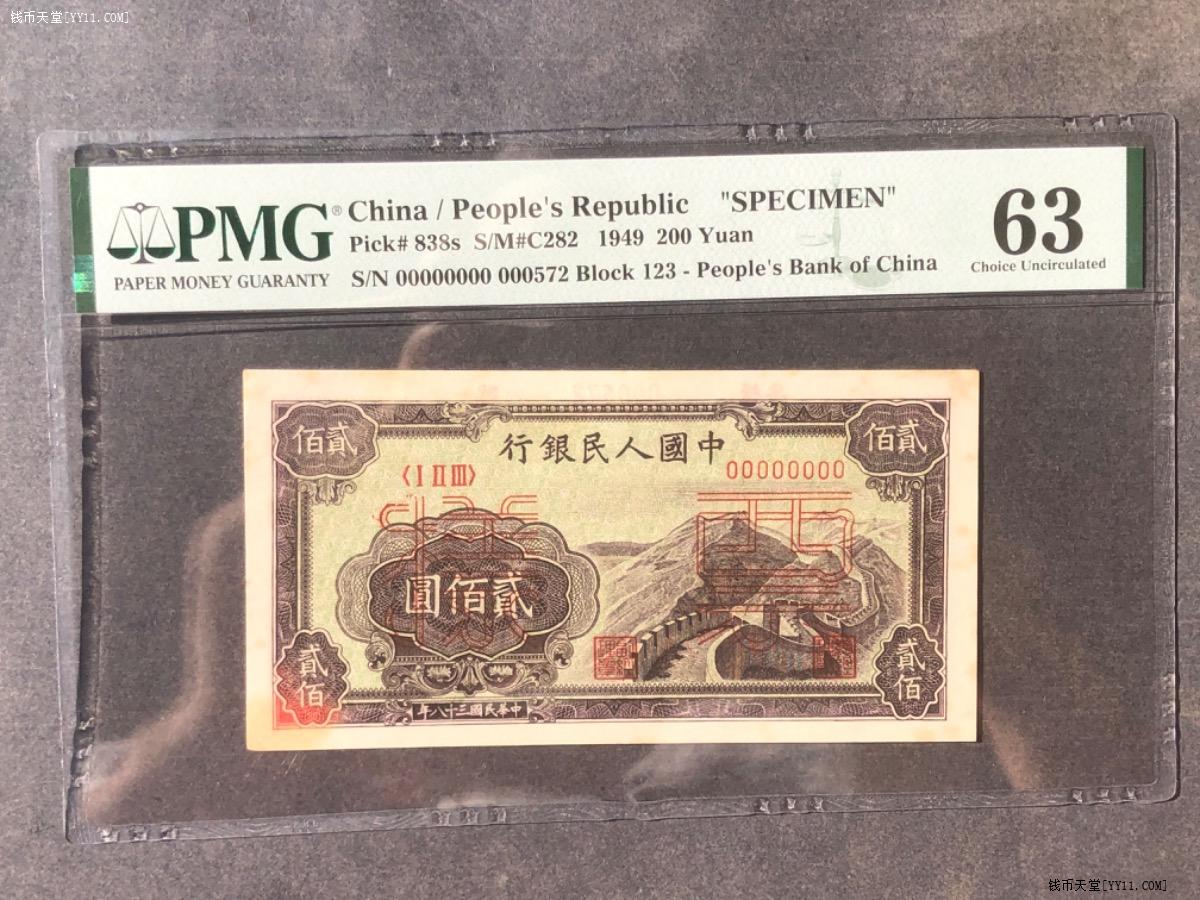 钱币天堂[YY11.COM]
PMG®
PAPER MONEY GUARANTY
China / People's Republic "SPECIMEN"
Pick# 838s S/M#C282 1949 200 Yuan
S/N 00000000 000572 Block 123 - People's Bank of China
63
Choice Uncirculated
行銀民人國中
佰貳
佰貳
〈I II III〉
00000000
票
樣
圓佰貳
貳佰
貳佰
年八十三國民華中
钱币天堂[YY11.COM]